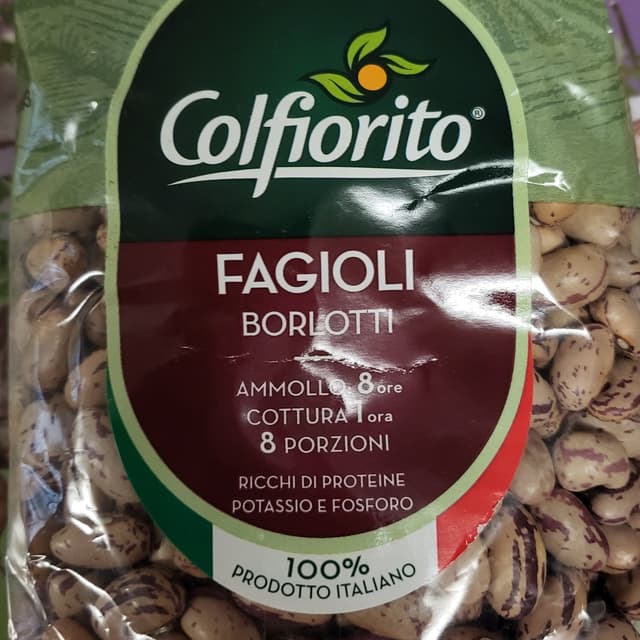 Colfiorito®
FAGIOLI
BORLOTTI
AMMOLLO 8 ore
COTTURA 1 ora
8 PORZIONI
RICCHI DI PROTEINE
POTASSIO E FOSFORO
100%
PRODOTTO ITALIANO